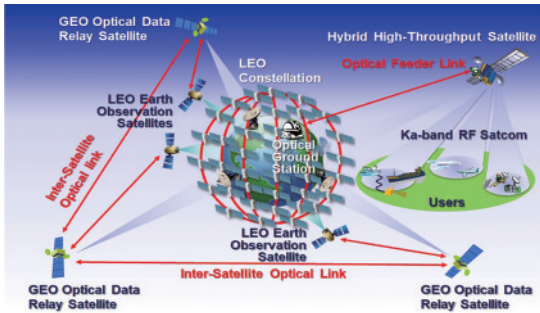 GEO Optical Data
Relay Satellite
Hybrid High-Throughput Satellite
LEO
Constellation
Optical Feeder Link
LEO Earth
Observation
Satellites
Ka-band RF Satcom
Optical
Ground
Station
Inter-Satellite
Optical link
Users
LEO Earth
Observation
Satellite
Inter-Satellite Optical Link
GEO Optical Data
Relay Satellite
GEO Optical Data
Relay Satellite